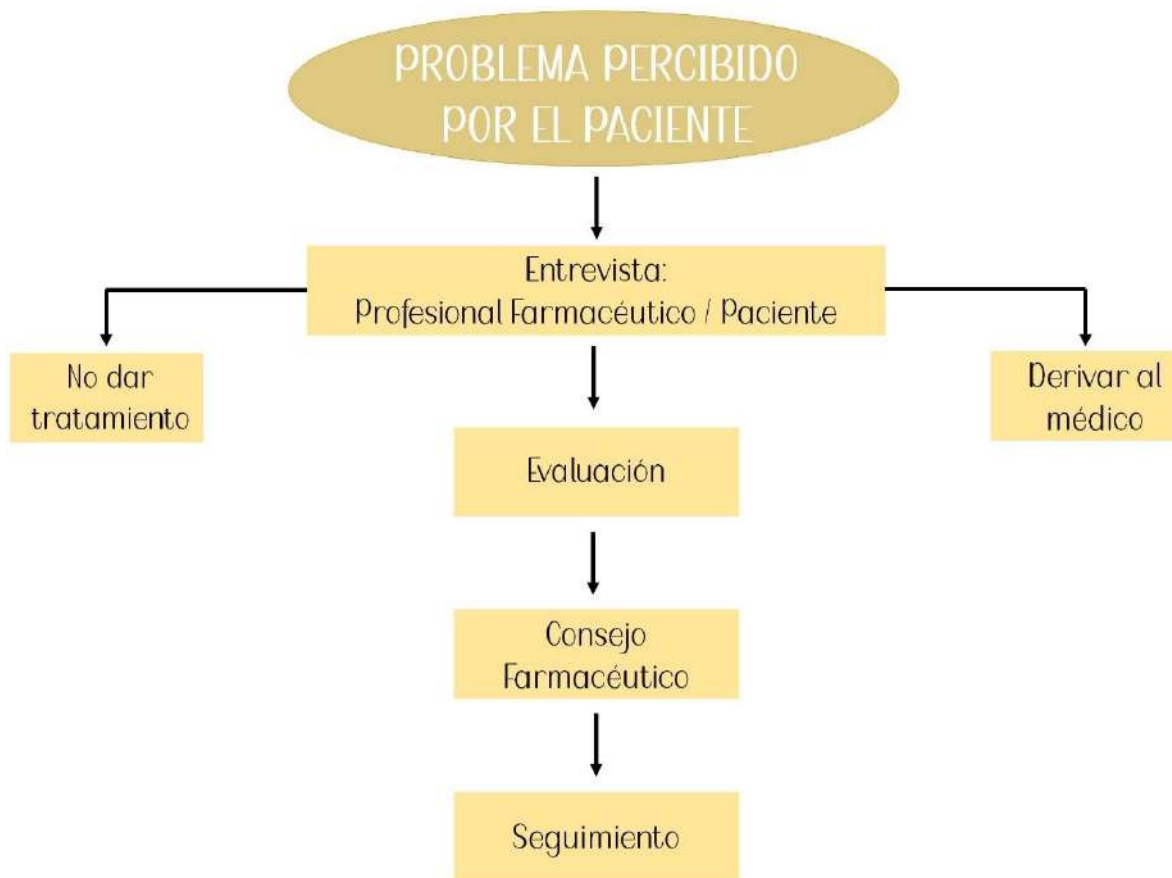 PROBLEMA PERCIBIDO
POR EL PACIENTE
Entrevista:
Profesional Farmacéutico / Paciente
No dar
tratamiento
Derivar al
médico
Evaluación
Consejo
Farmacéutico
Seguimiento